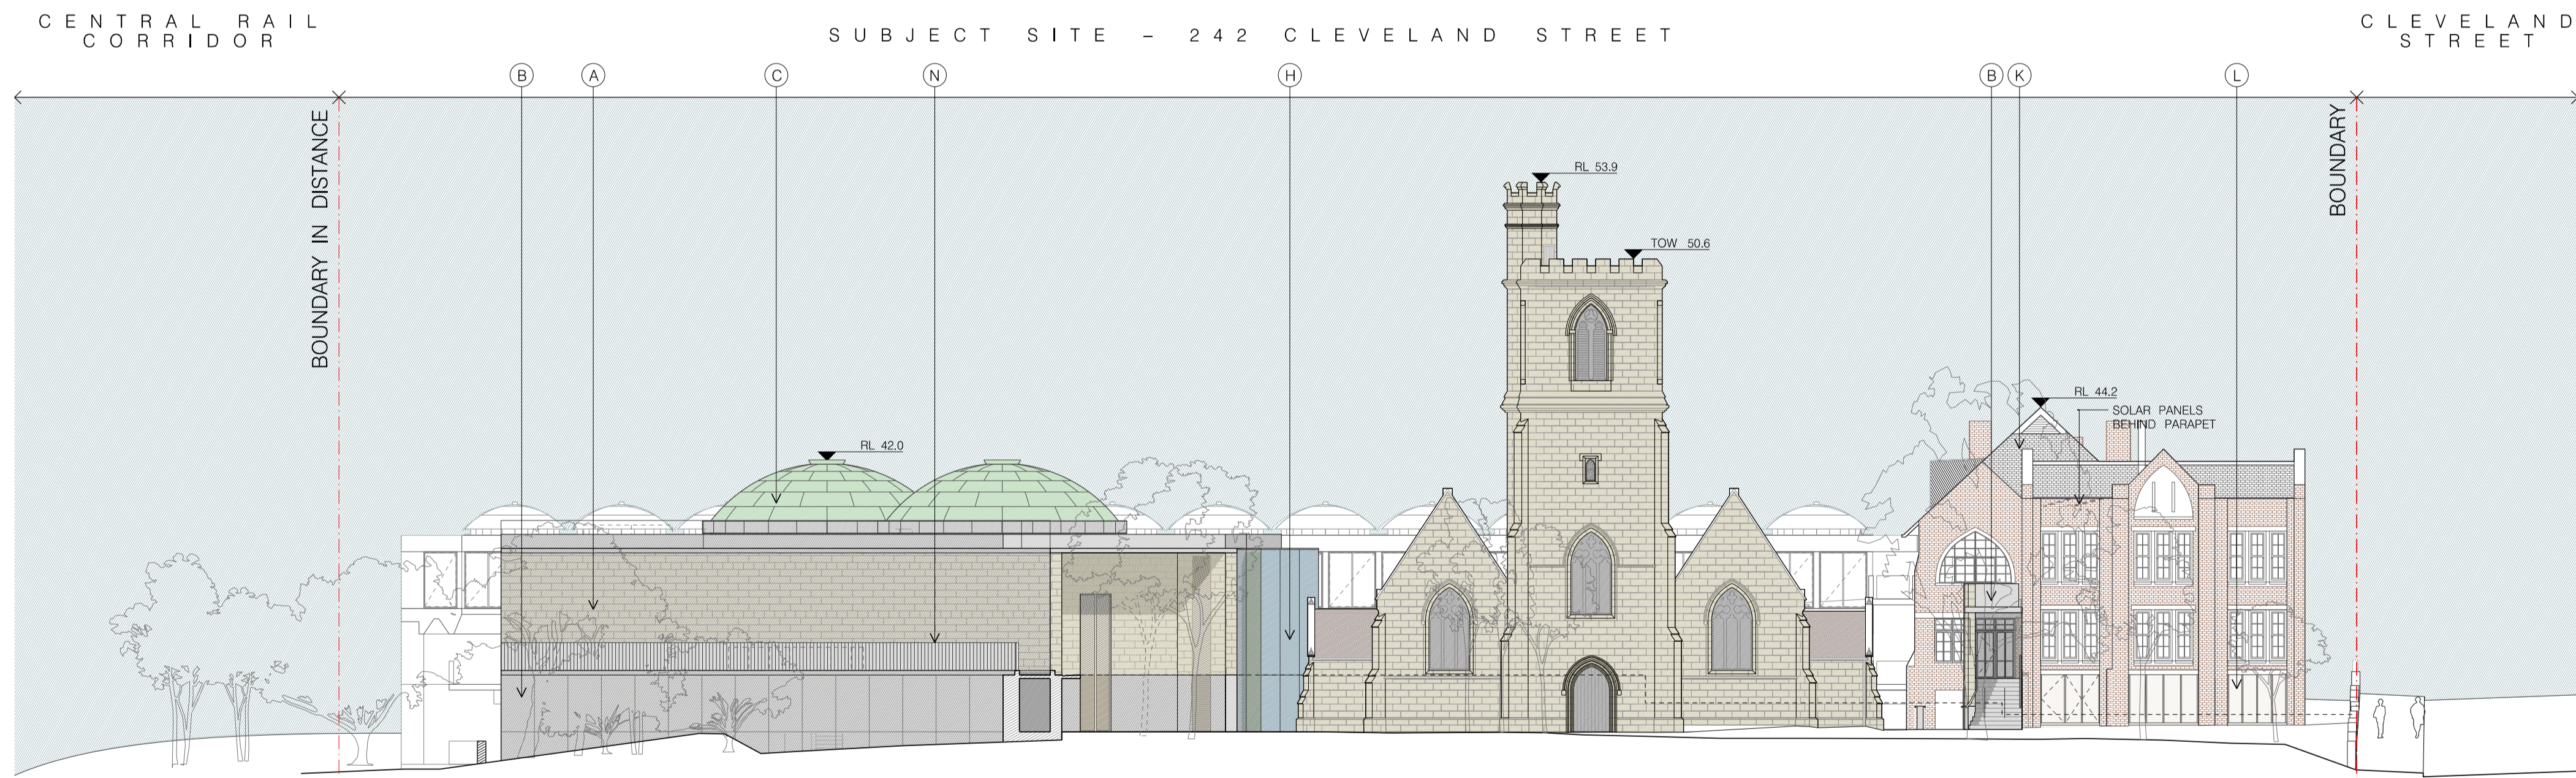 CENTRAL RAIL
CORRIDOR
SUBJECT SITE - 242 CLEVELAND STREET
CLEVELAND
STREET
B
A
C
N
H
B
K
L
BOUNDARY IN DISTANCE
BOUNDARY
RL 53.9
TOW 50.6
RL 44.2
SOLAR PANELS
BEHIND PARAPET
RL 42.0